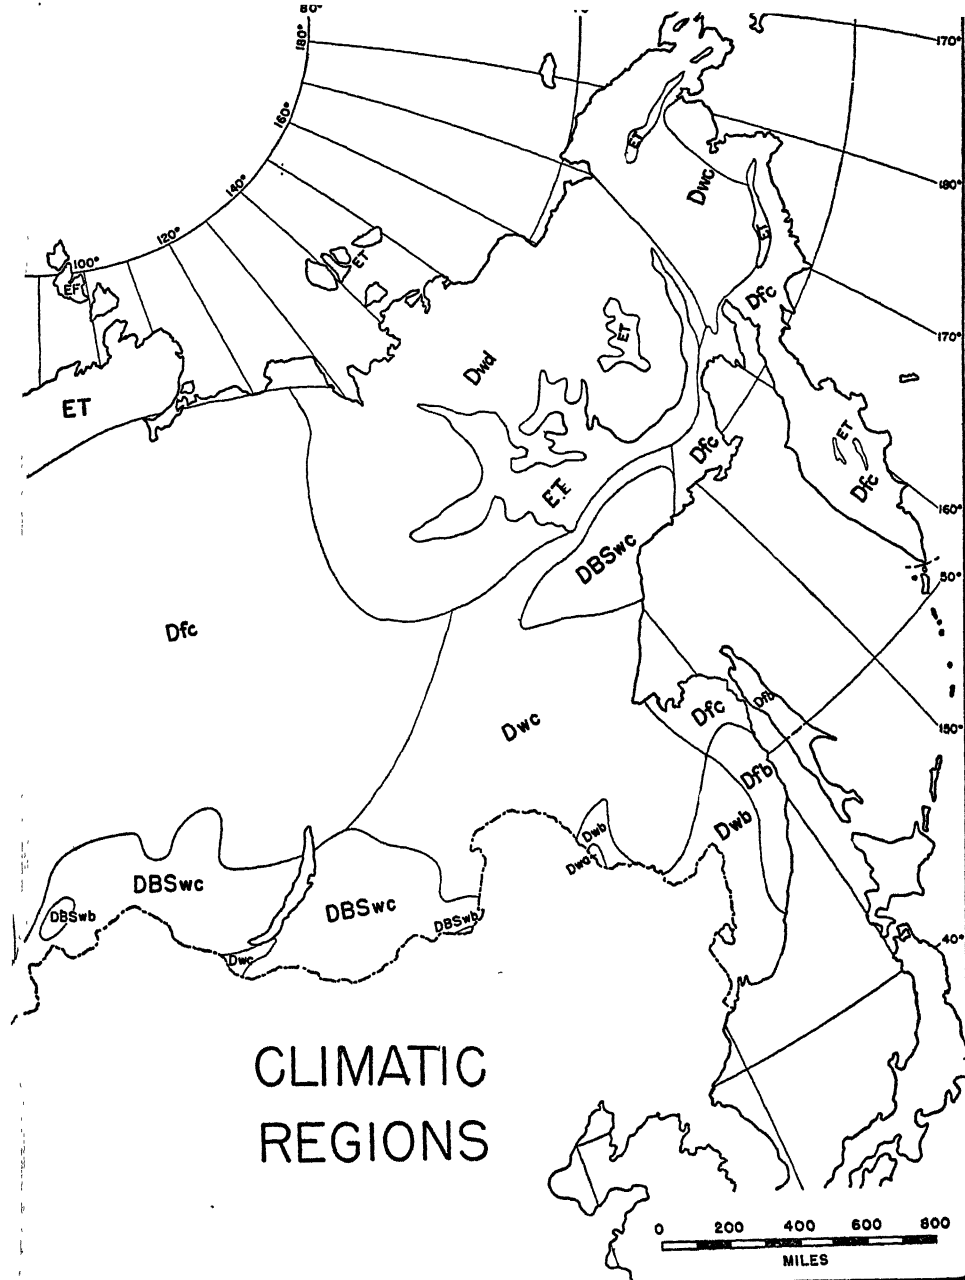 80°
180°
170°
160°
ET
140°
Dwc
180°
120°
ET
100°
ET
EF
Dfc
ET
170°
Dwd
ET
ET
Dfc
Dfc
ET
160°
DBSwc
50°
Dfc
Dfb
Dfc
Dwc
150°
Dfb
Dwb
Dwb
Dwa
DBSwc
DBSwc
DBSwb
DBSwb
40°
Dwc
CLIMATIC
REGIONS
0 200 400 600 800
MILES